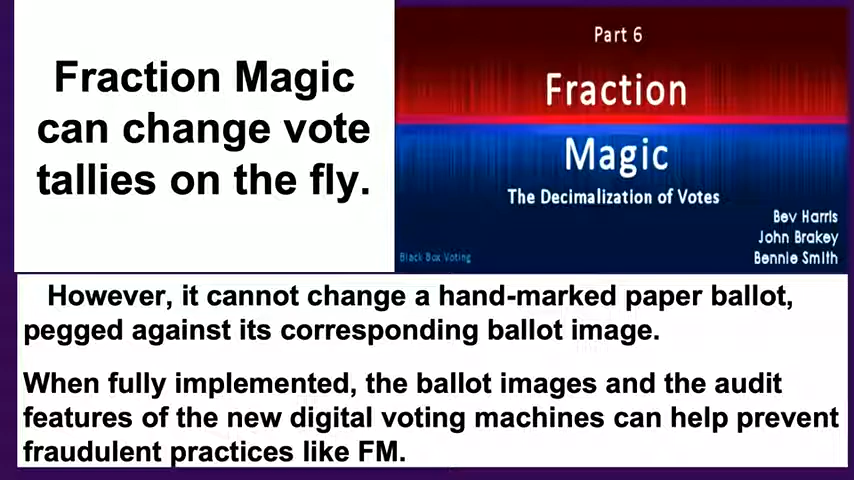 Fraction Magic
can change vote
tallies on the fly.
Part 6
Fraction
Magic
The Decimalization of Votes
Bev Harris
John Brakey
Bennie Smith
Black Box Voting
However, it cannot change a hand-marked paper ballot,
pegged against its corresponding ballot image.
When fully implemented, the ballot images and the audit
features of the new digital voting machines can help prevent
fraudulent practices like FM.